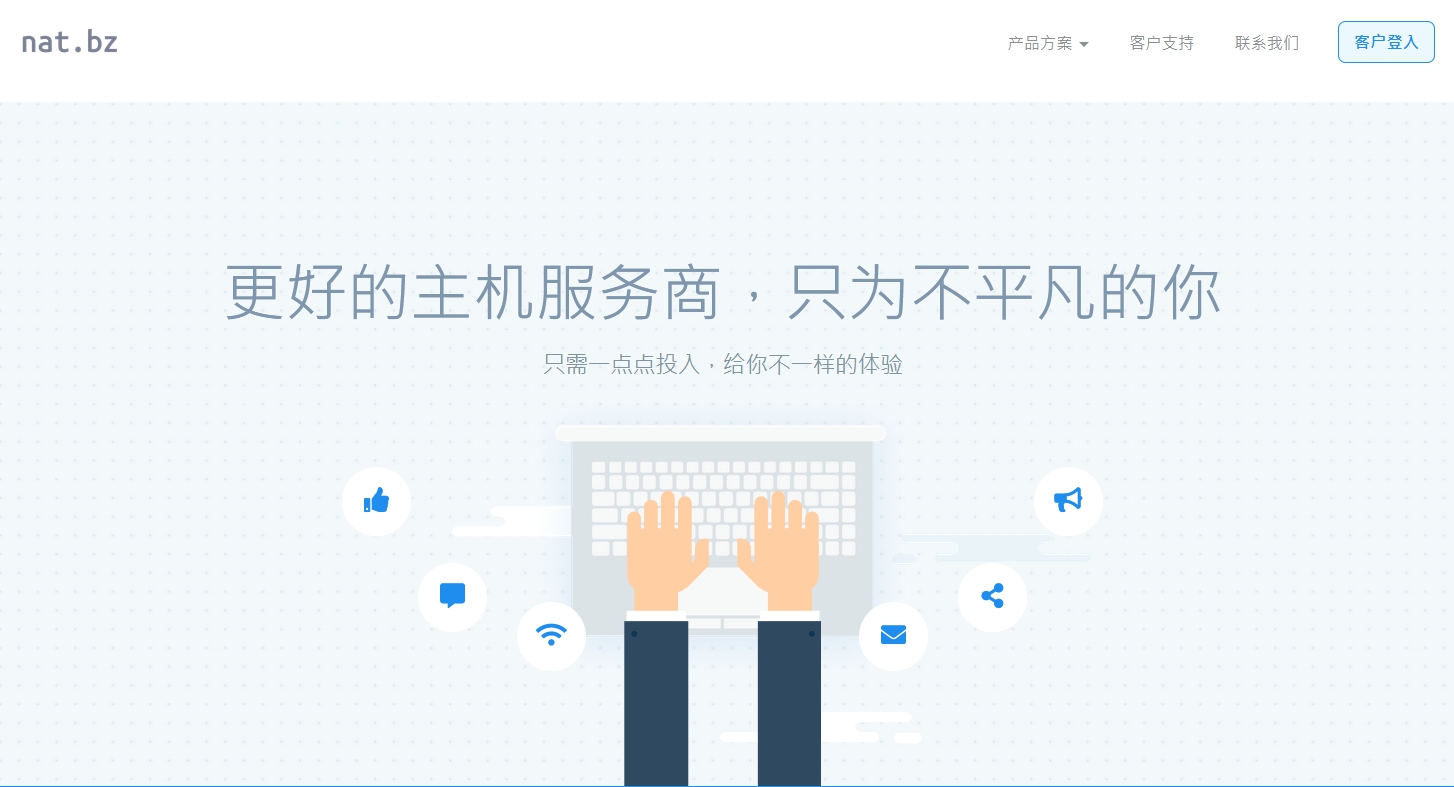 nat.bz
产品方案
客户支持
联系我们
客户登入
更好的主机服务商，只为不平凡的你
只需一点点投入，给你不一样的体验